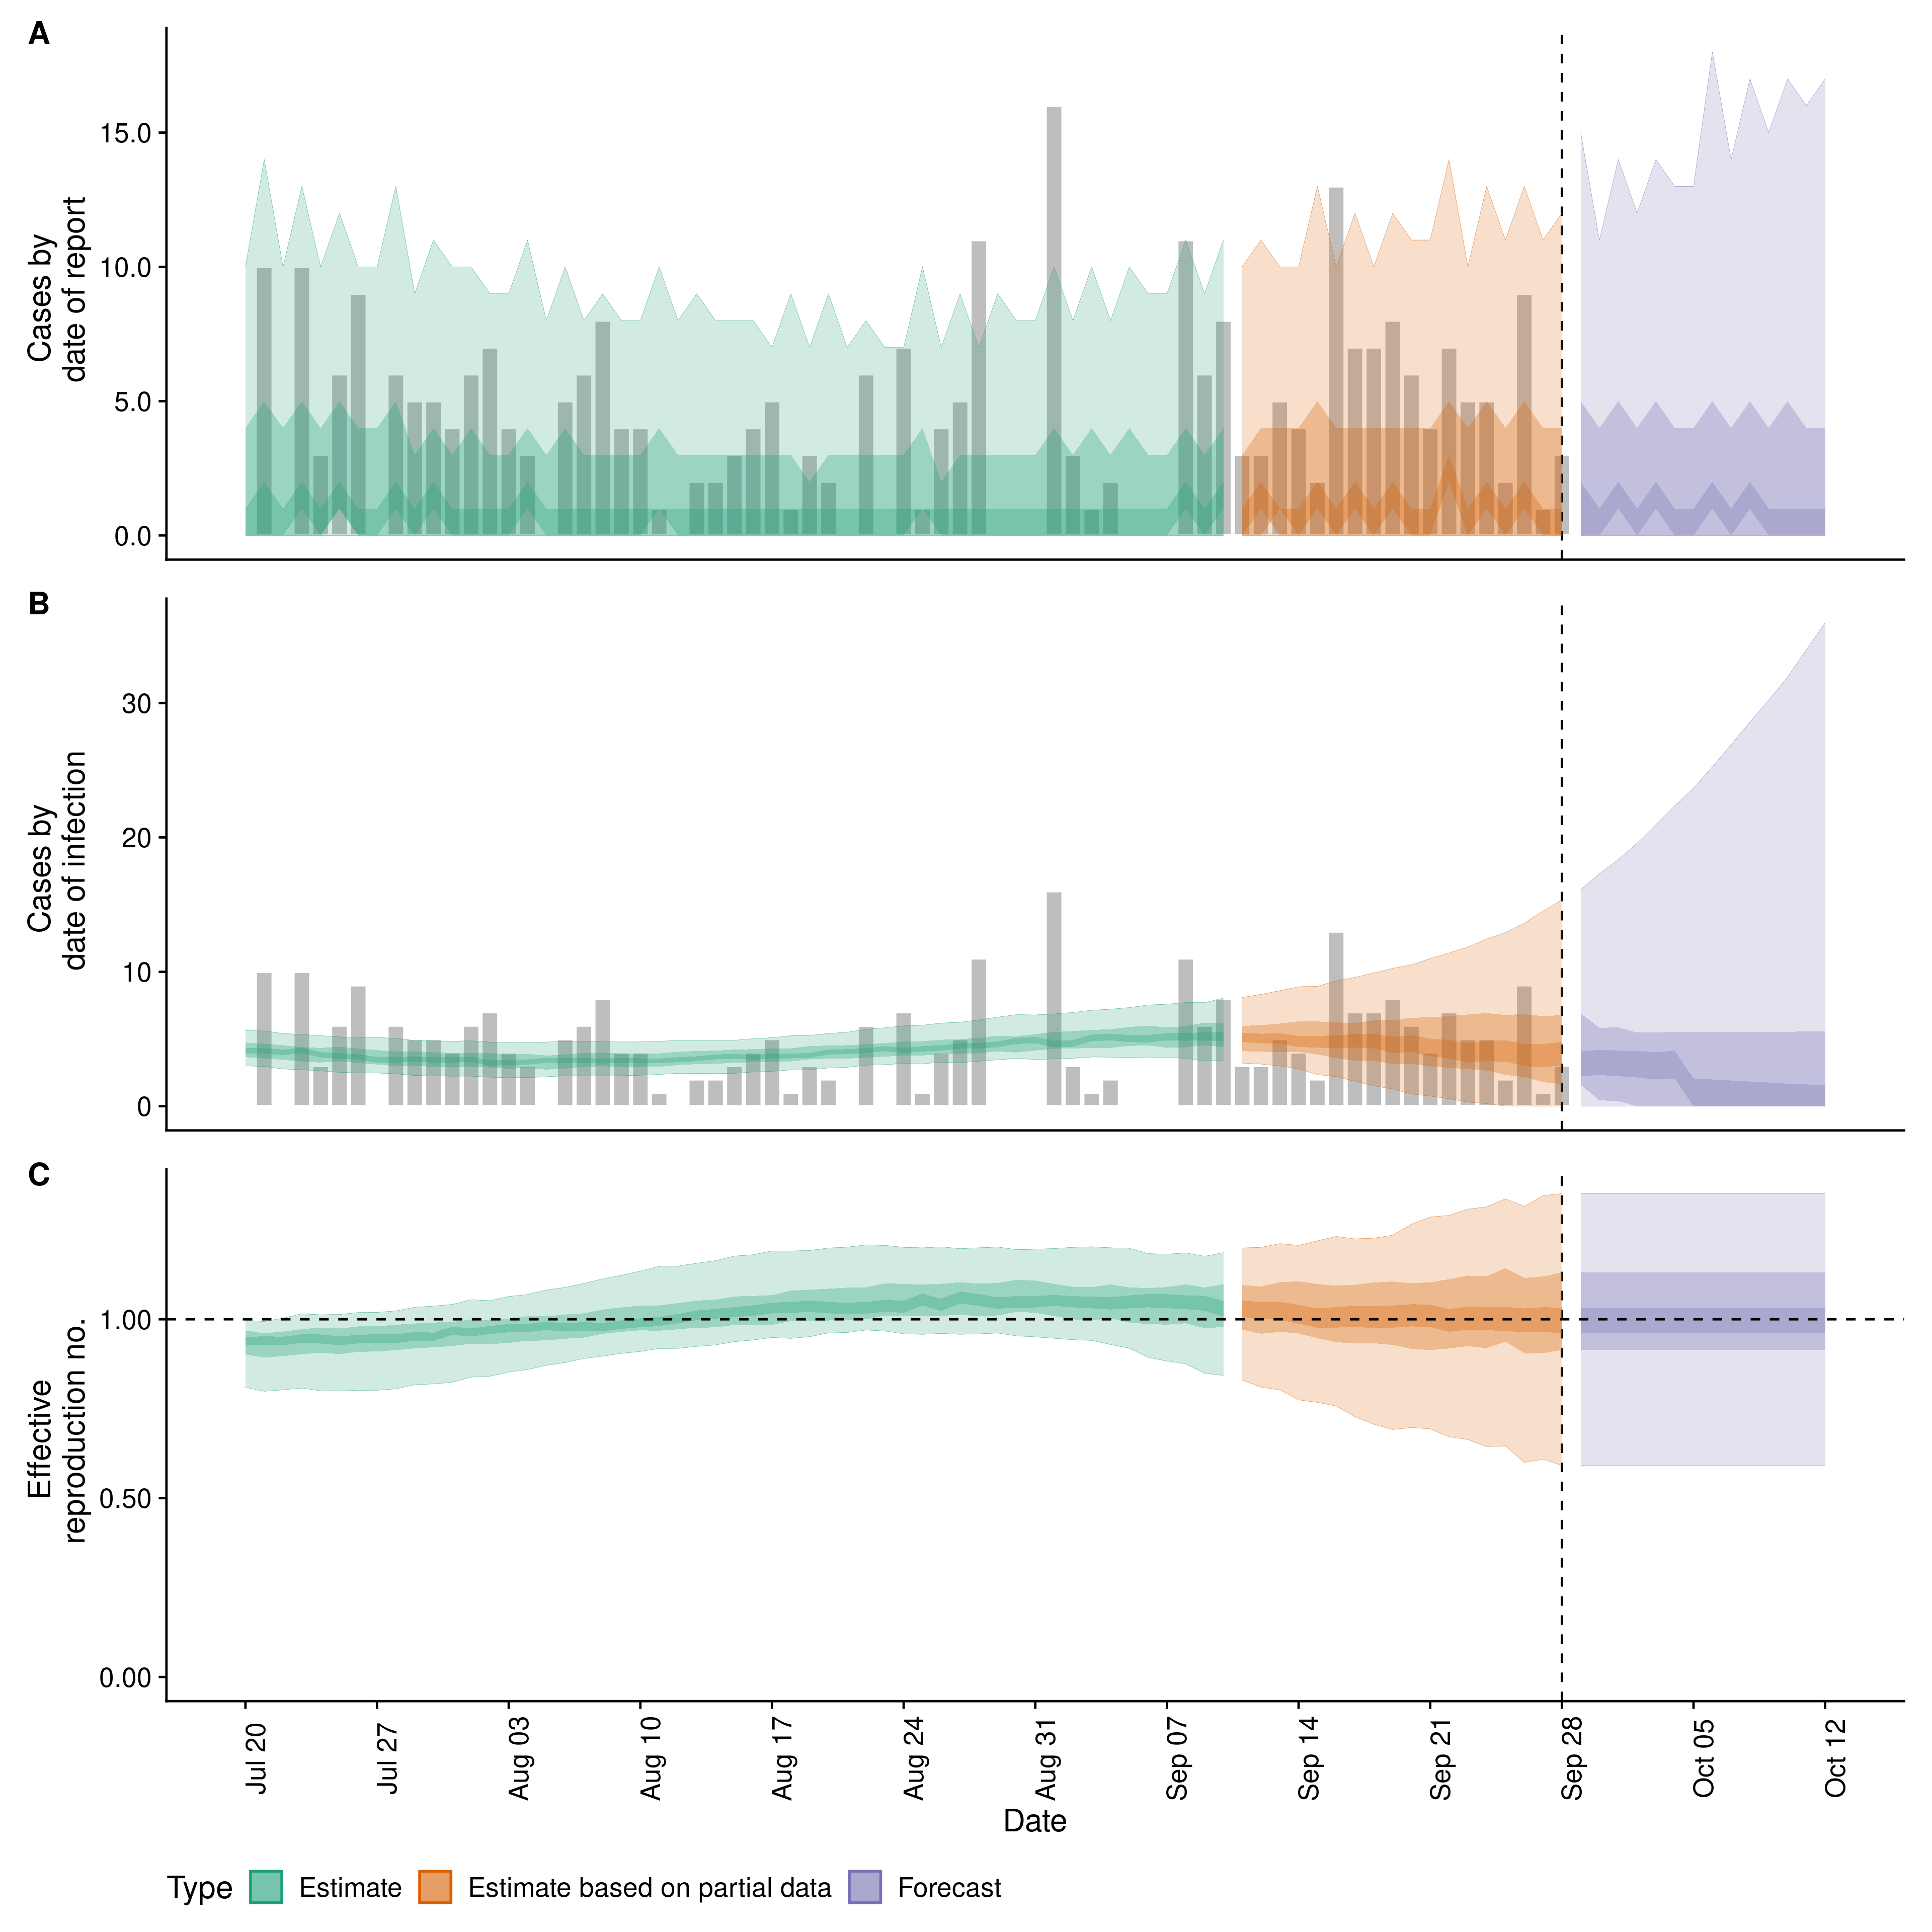 A
Cases by
date of report
15.0
10.0
5.0
0.0
B
Cases by
date of infection
30
20
10
0
C
Effective
reproduction no.
1.00
0.50
0.00
Jul 20
Jul 27
Aug 03
Aug 10
Aug 17
Aug 24
Aug 31
Sep 07
Sep 14
Sep 21
Sep 28
Oct 05
Oct 12
Date
Type Estimate Estimate based on partial data Forecast